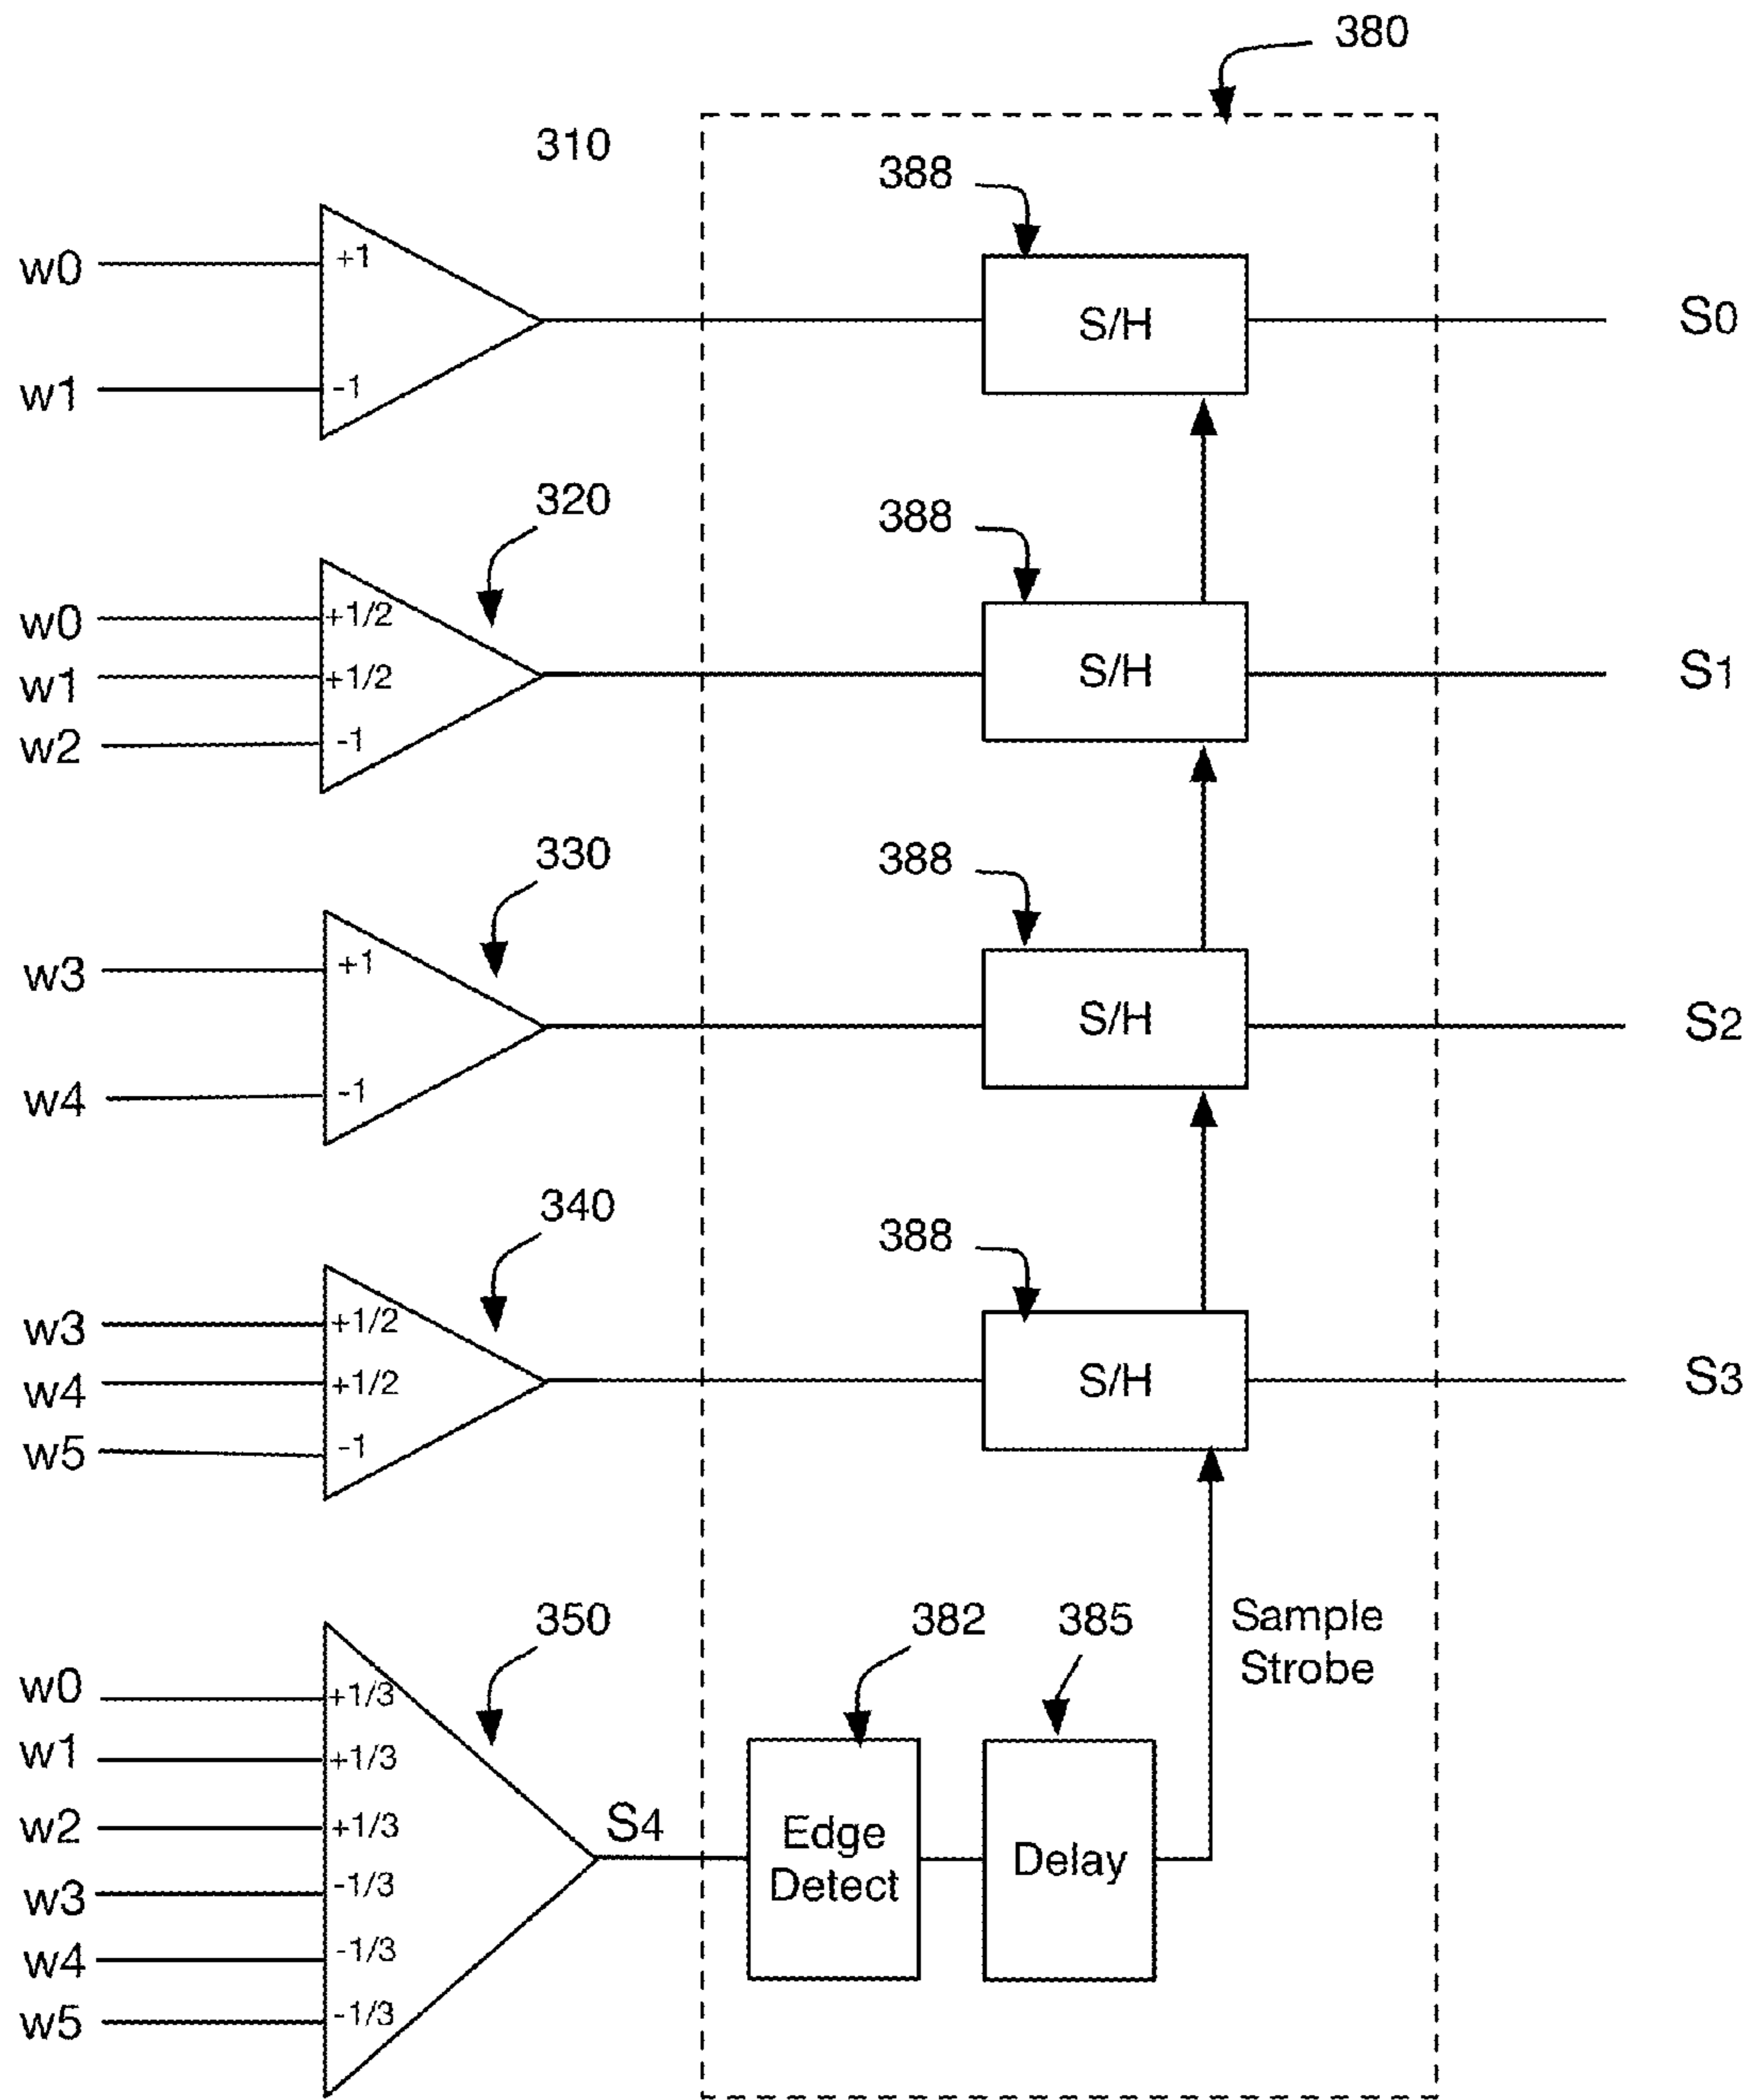 380
310
388
w0
+1
S/H
S0
w1
-1
320
388
w0
+1/2
w1
+1/2
S/H
S1
w2
-1
330
388
w3
+1
S/H
S2
w4
-1
340
388
w3
+1/2
w4
+1/2
S/H
S3
w5
-1
350
382
385
Sample
Strobe
w0
+1/3
w1
+1/3
w2
+1/3
S4
Edge
Detect
Delay
w3
-1/3
w4
-1/3
w5
-1/3